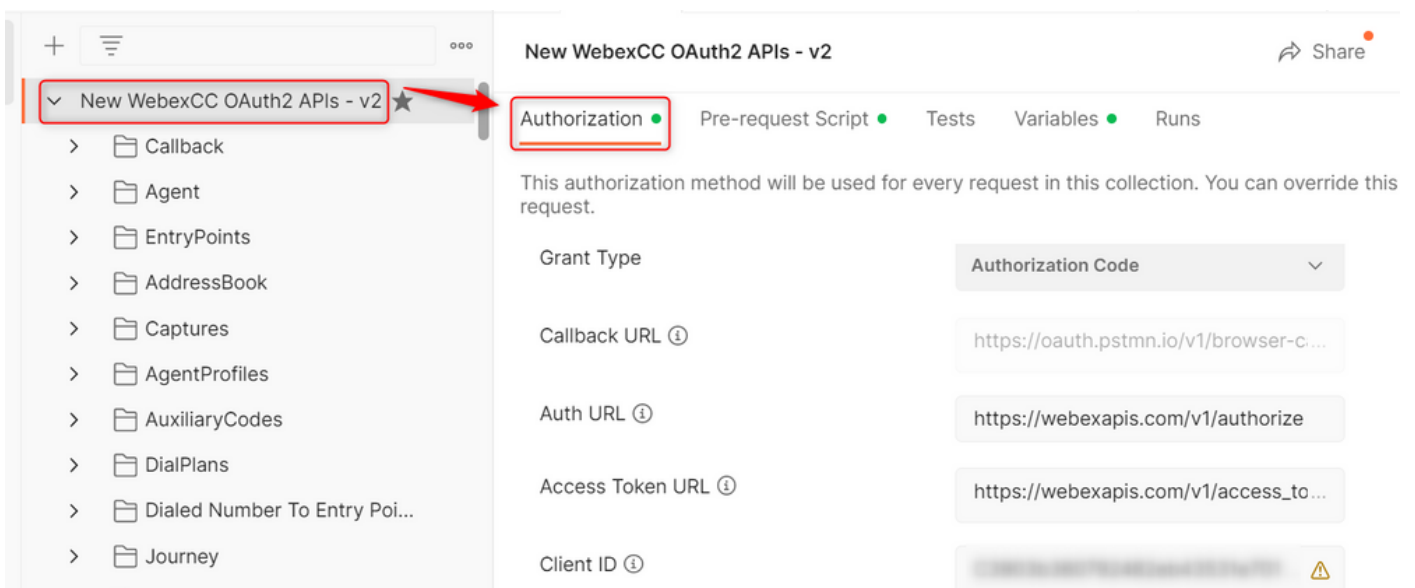 New WebexCC OAuth2 APIs - v2
Callback
Agent
EntryPoints
AddressBook
Captures
AgentProfiles
AuxiliaryCodes
DialPlans
Dialed Number To Entry Poi...
Journey
New WebexCC OAuth2 APIs - v2
Share
Authorization
Pre-request Script
Tests
Variables
Runs
This authorization method will be used for every request in this collection. You can override this
request.
Grant Type
Authorization Code
Callback URL
https://oauth.pstmn.io/v1/browser-c...
Auth URL
https://webexapis.com/v1/authorize
Access Token URL
https://webexapis.com/v1/access_to...
Client ID